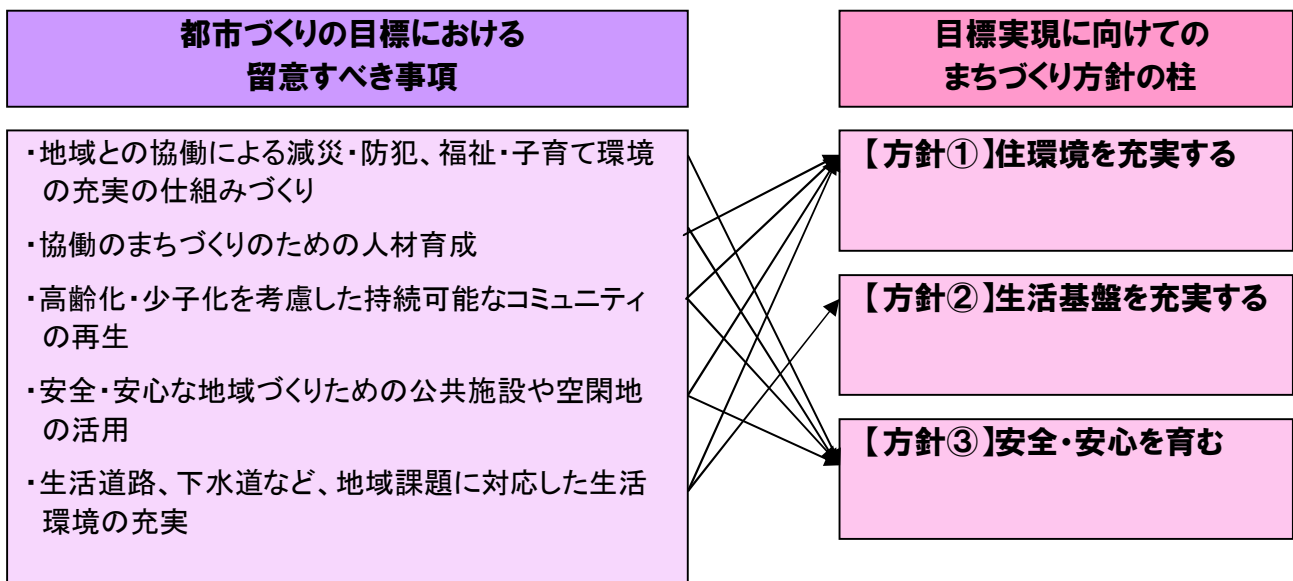 都市づくりの目標における
留意すべき事項
目標実現に向けての
まちづくり方針の柱
・地域との協働による減災・防犯、福祉・子育て環境
の充実の仕組みづくり
・協働のまちづくりのための人材育成
・高齢化・少子化を考慮した持続可能なコミュニティ
の再生
・安全・安心な地域づくりための公共施設や空閑地
の活用
・生活道路、下水道など、地域課題に対応した生活
環境の充実
【方針①】住環境を充実する
【方針②】生活基盤を充実する
【方針③】安全・安心を育む